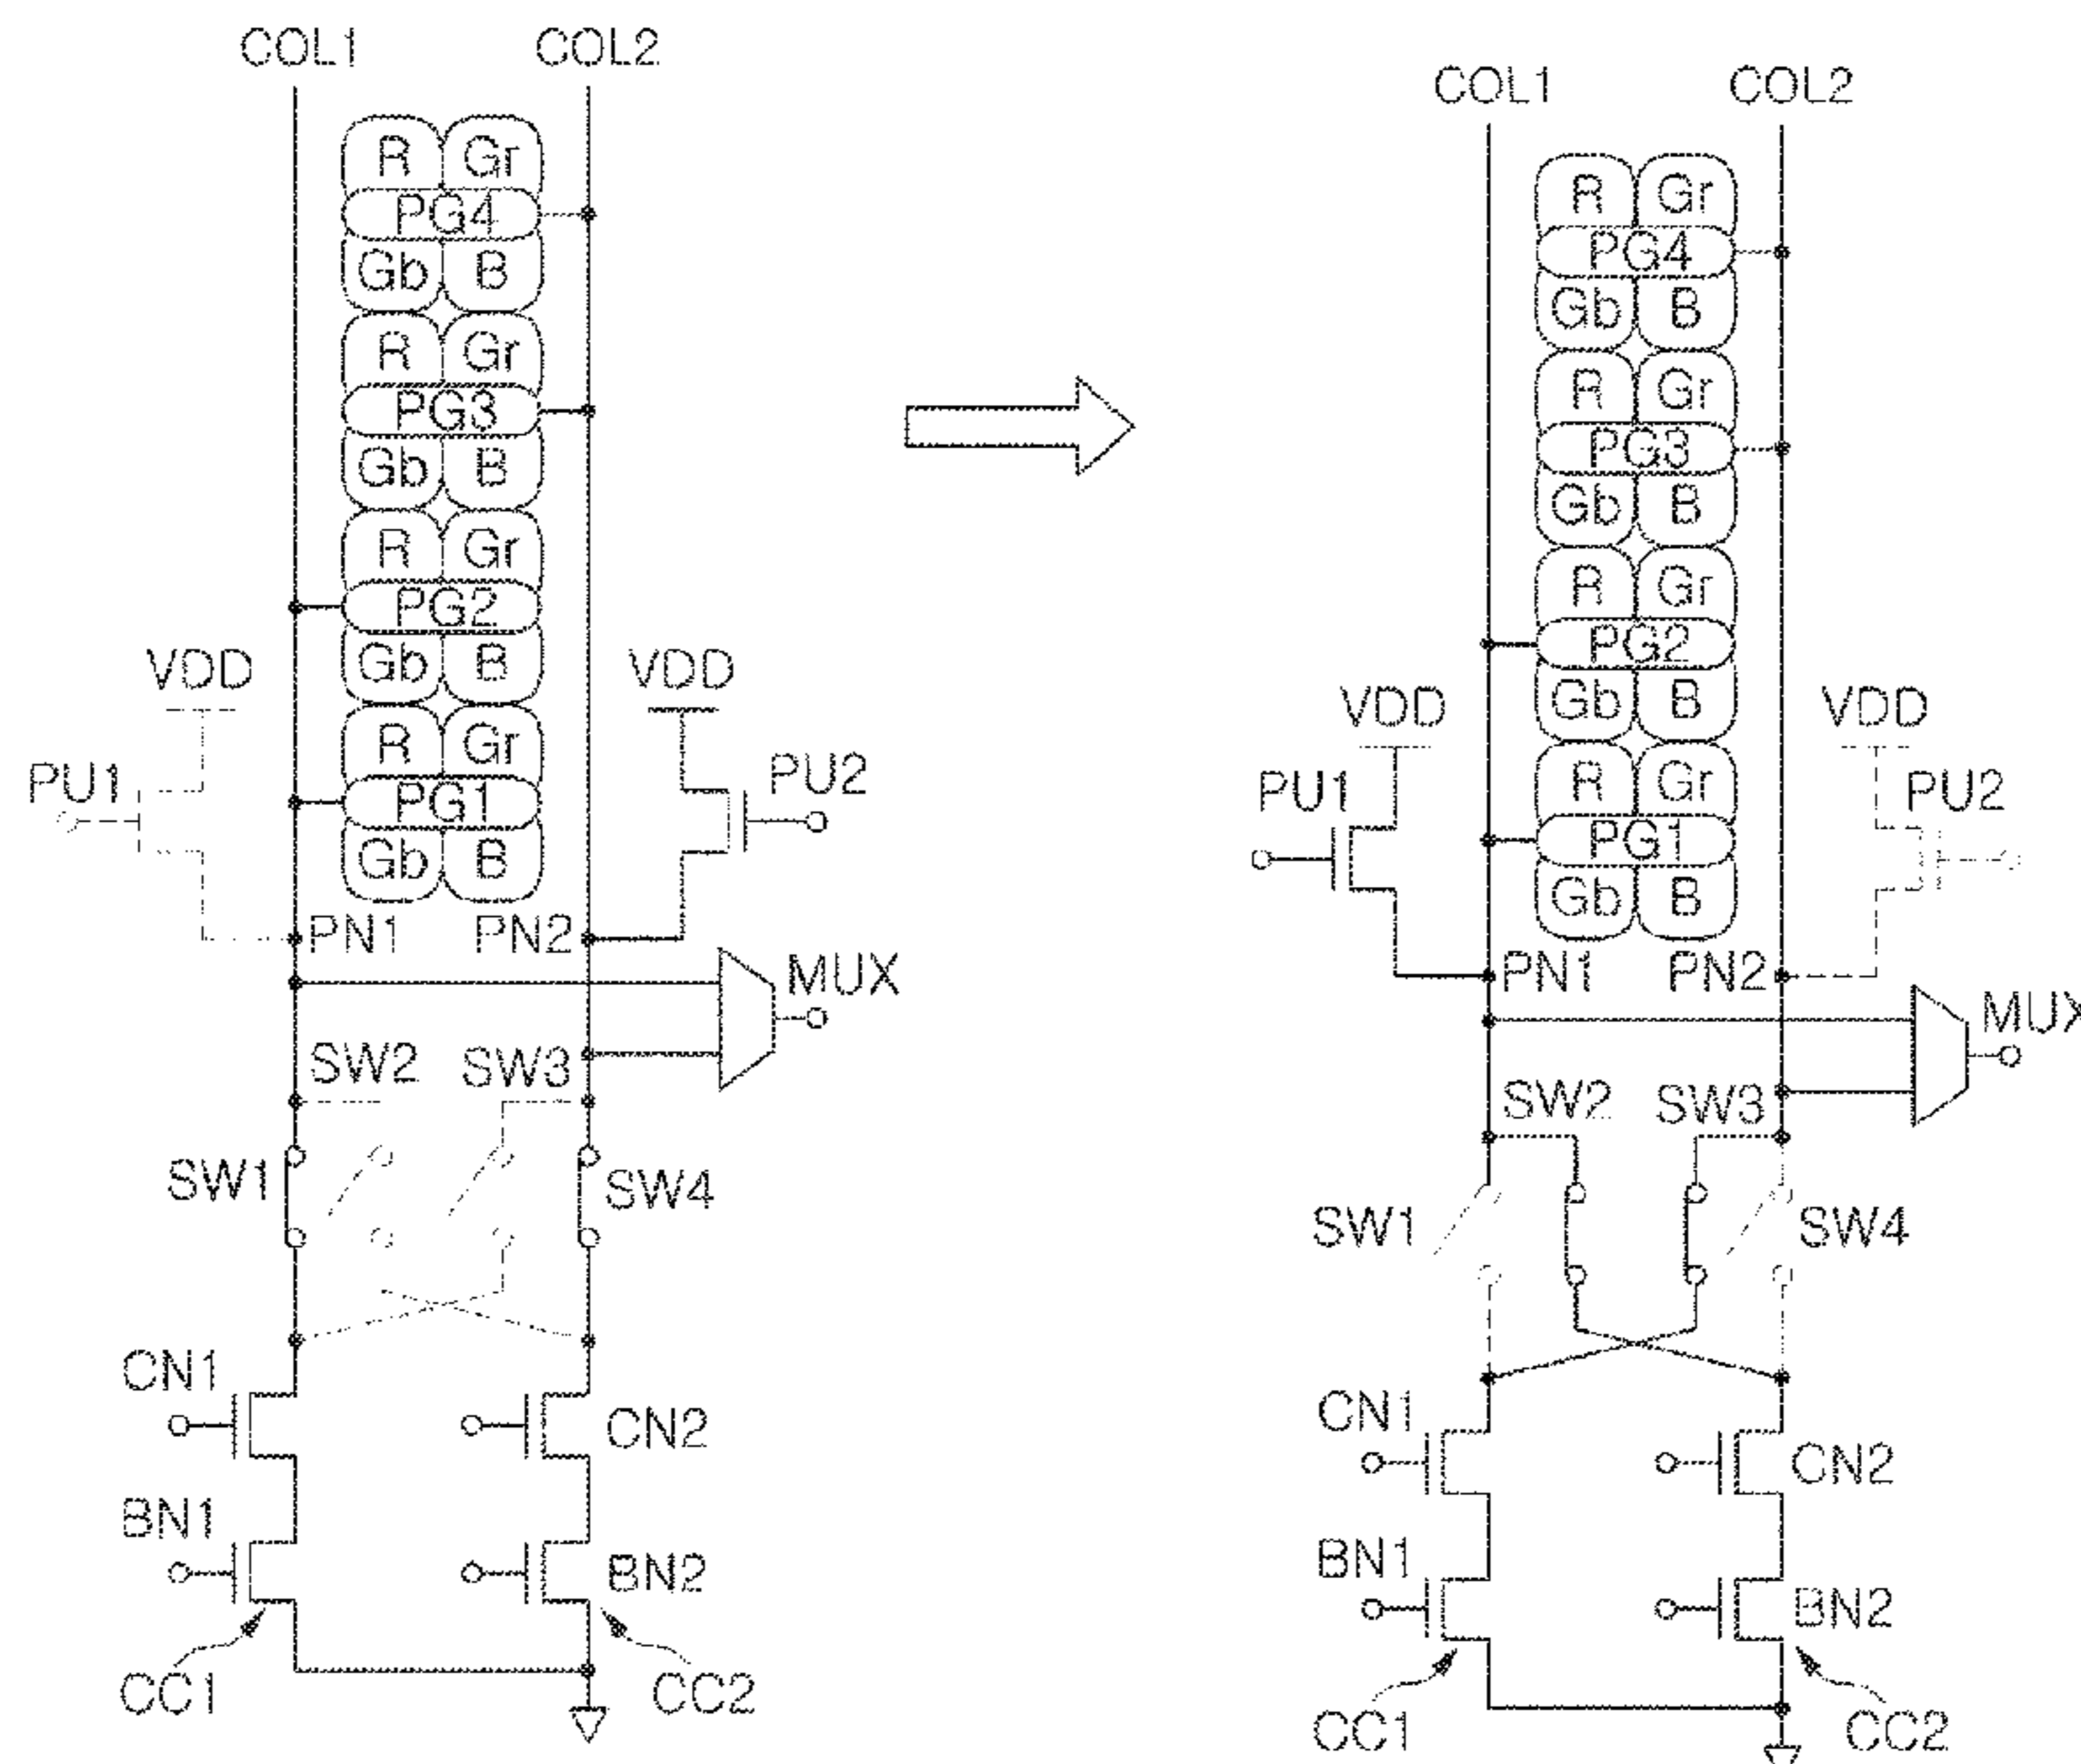 COL1 COL2
R Gr
PG4
Gb B
R Gr
PG3
Gb B
R Gr
PG2
Gb B
VDD VDD
R Gr
PU1 PG1 PU2
Gb B
PN1 PN2
MUX
SW2 SW3
SW1 SW4
CN1 CN2
BN1 BN2
CC1 CC2
COL1 COL2
R Gr
PG4
Gb B
R Gr
PG3
Gb B
R Gr
PG2
Gb B
VDD VDD
R Gr
PU1 PG1 PU2
Gb B
PN1 PN2
MUX
SW2 SW3
SW1 SW4
CN1 CN2
BN1 BN2
CC1 CC2